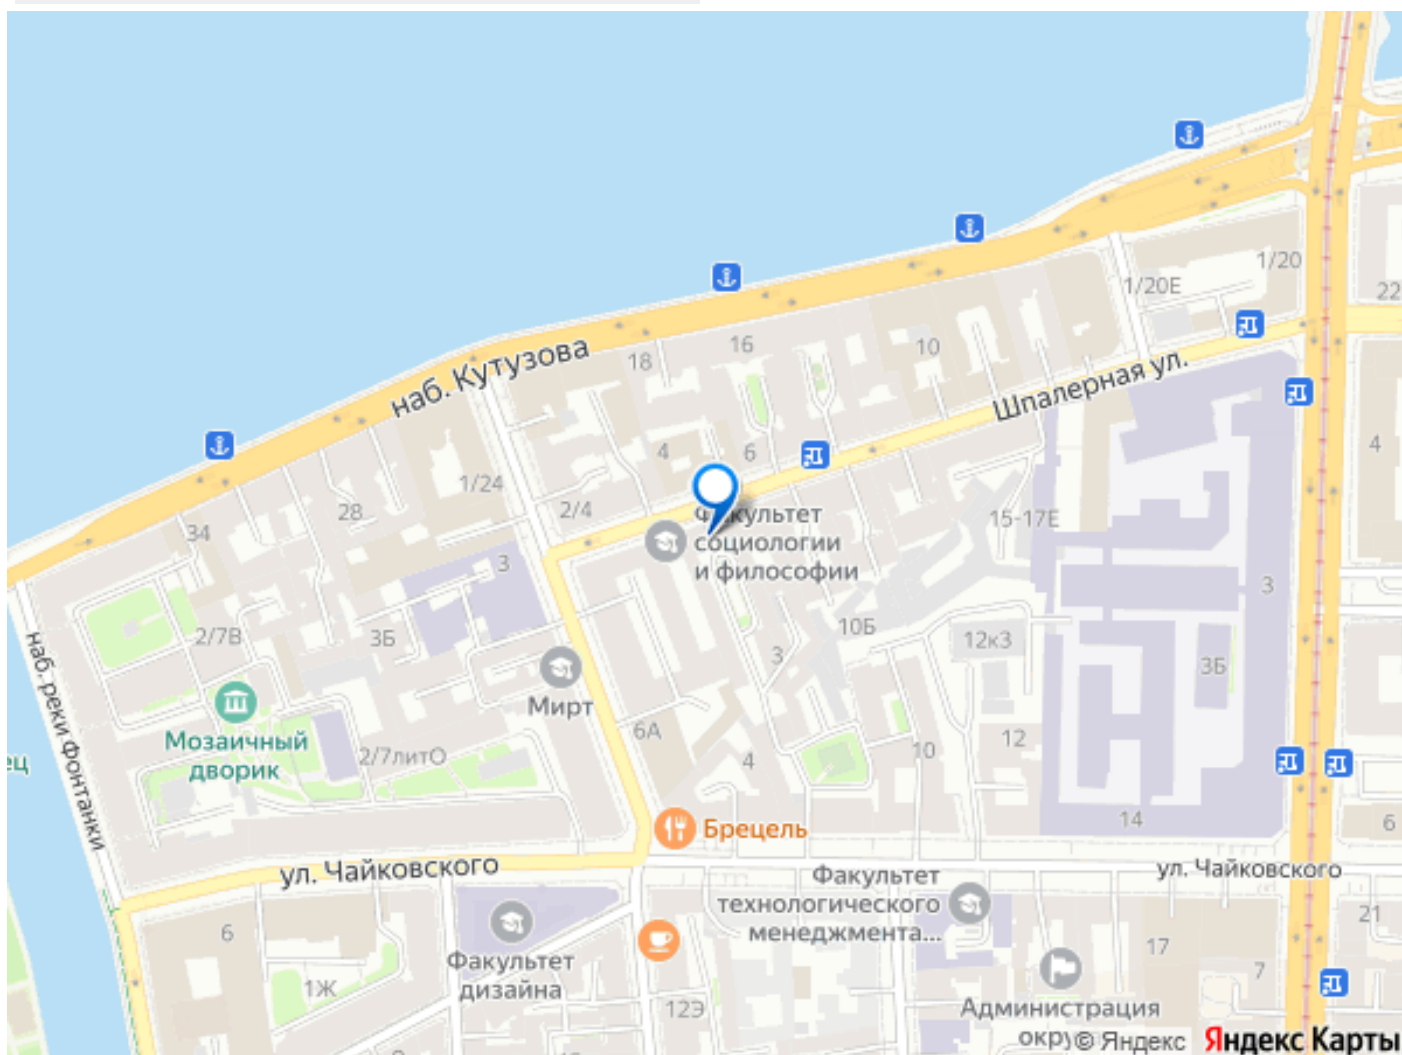 1/20
1/20Е
22
наб. Кутузова
16
18
10
Шпалерная ул.
4
6
4
1/24
2/4
28
34
15-17Е
Факультет
социологии
и философии
3
3
2/7В
3Б
10Б
12к3
3Б
3
наб. реки Фонтанки
Мирт
Мозаичный
дворик
6А
2/7литО
4
10
12
14
6
ец
Брецель
ул. Чайковского
ул. Чайковского
Факультет
технологического
менеджмента...
21
6
17
7
Факультет
дизайна
1Ж
12Э
Администрация
окр
© Яндекс
Яндекс Карты